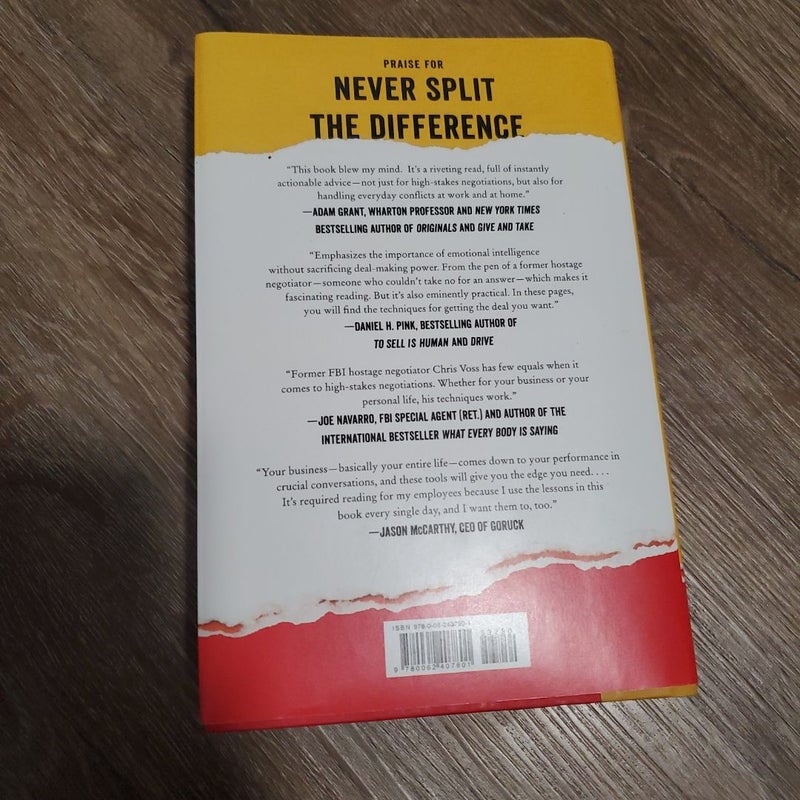 PRAISE FOR
NEVER SPLIT
THE DIFFERENCE
“This book blew my mind. It’s a riveting read, full of instantly
actionable advice—not just for high-stakes negotiations, but also for
handling everyday conflicts at work and at home.”
—ADAM GRANT, WHARTON PROFESSOR AND NEW YORK TIMES
BESTSELLING AUTHOR OF ORIGINALS AND GIVE AND TAKE
“Emphasizes the importance of emotional intelligence
without sacrificing deal-making power. From the pen of a former hostage
negotiator—someone who couldn’t take no for an answer—which makes it
fascinating reading. But it’s also eminently practical. In these pages,
you will find the techniques for getting the deal you want.”
—DANIEL H. PINK, BESTSELLING AUTHOR OF
TO SELL IS HUMAN AND DRIVE
“Former FBI hostage negotiator Chris Voss has few equals when it
comes to high-stakes negotiations. Whether for your business or your
personal life, his techniques work.”
—JOE NAVARRO, FBI SPECIAL AGENT (RET.) AND AUTHOR OF THE
INTERNATIONAL BESTSELLER WHAT EVERY BODY IS SAYING
“Your business—basically your entire life—comes down to your performance in
crucial conversations, and these tools will give you the edge you need. . . .
It’s required reading for my employees because I use the lessons in this
book every single day, and I want them to, too.”
—JASON McCARTHY, CEO OF GORUCK
ISBN 978-0-06-240780-1
9 780062 407801